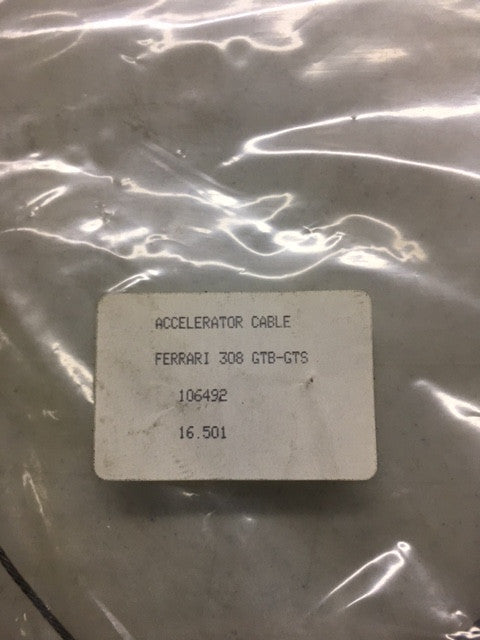 ACCELERATOR CABLE
FERRARI 308 GTB-GTS
106492
16.501